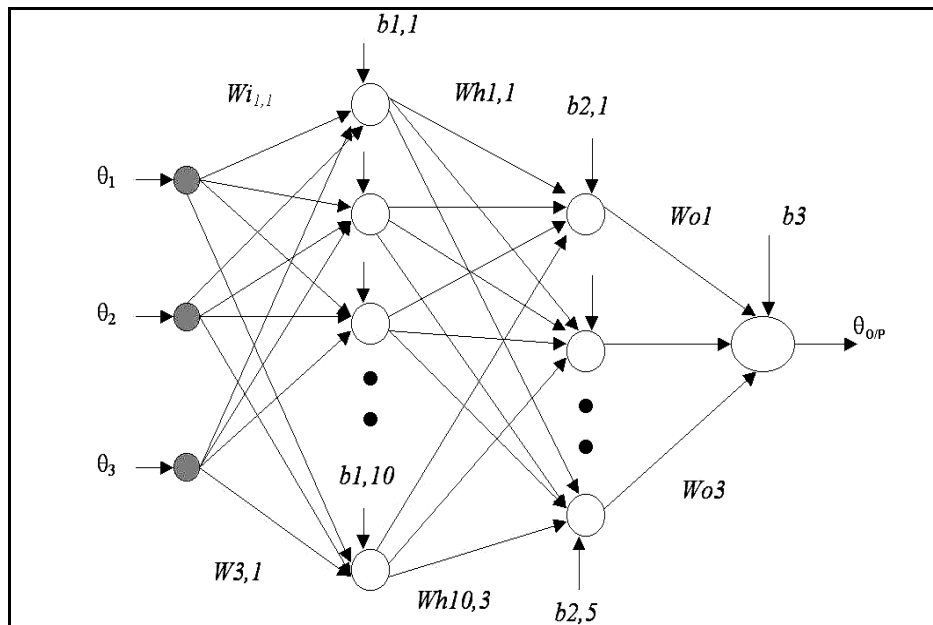 b1,1
Wi1,1
Wh1,1
b2,1
θ1
Wo1
b3
θ2
θO/P
θ3
b1,10
Wo3
W3,1
Wh10,3
b2,5